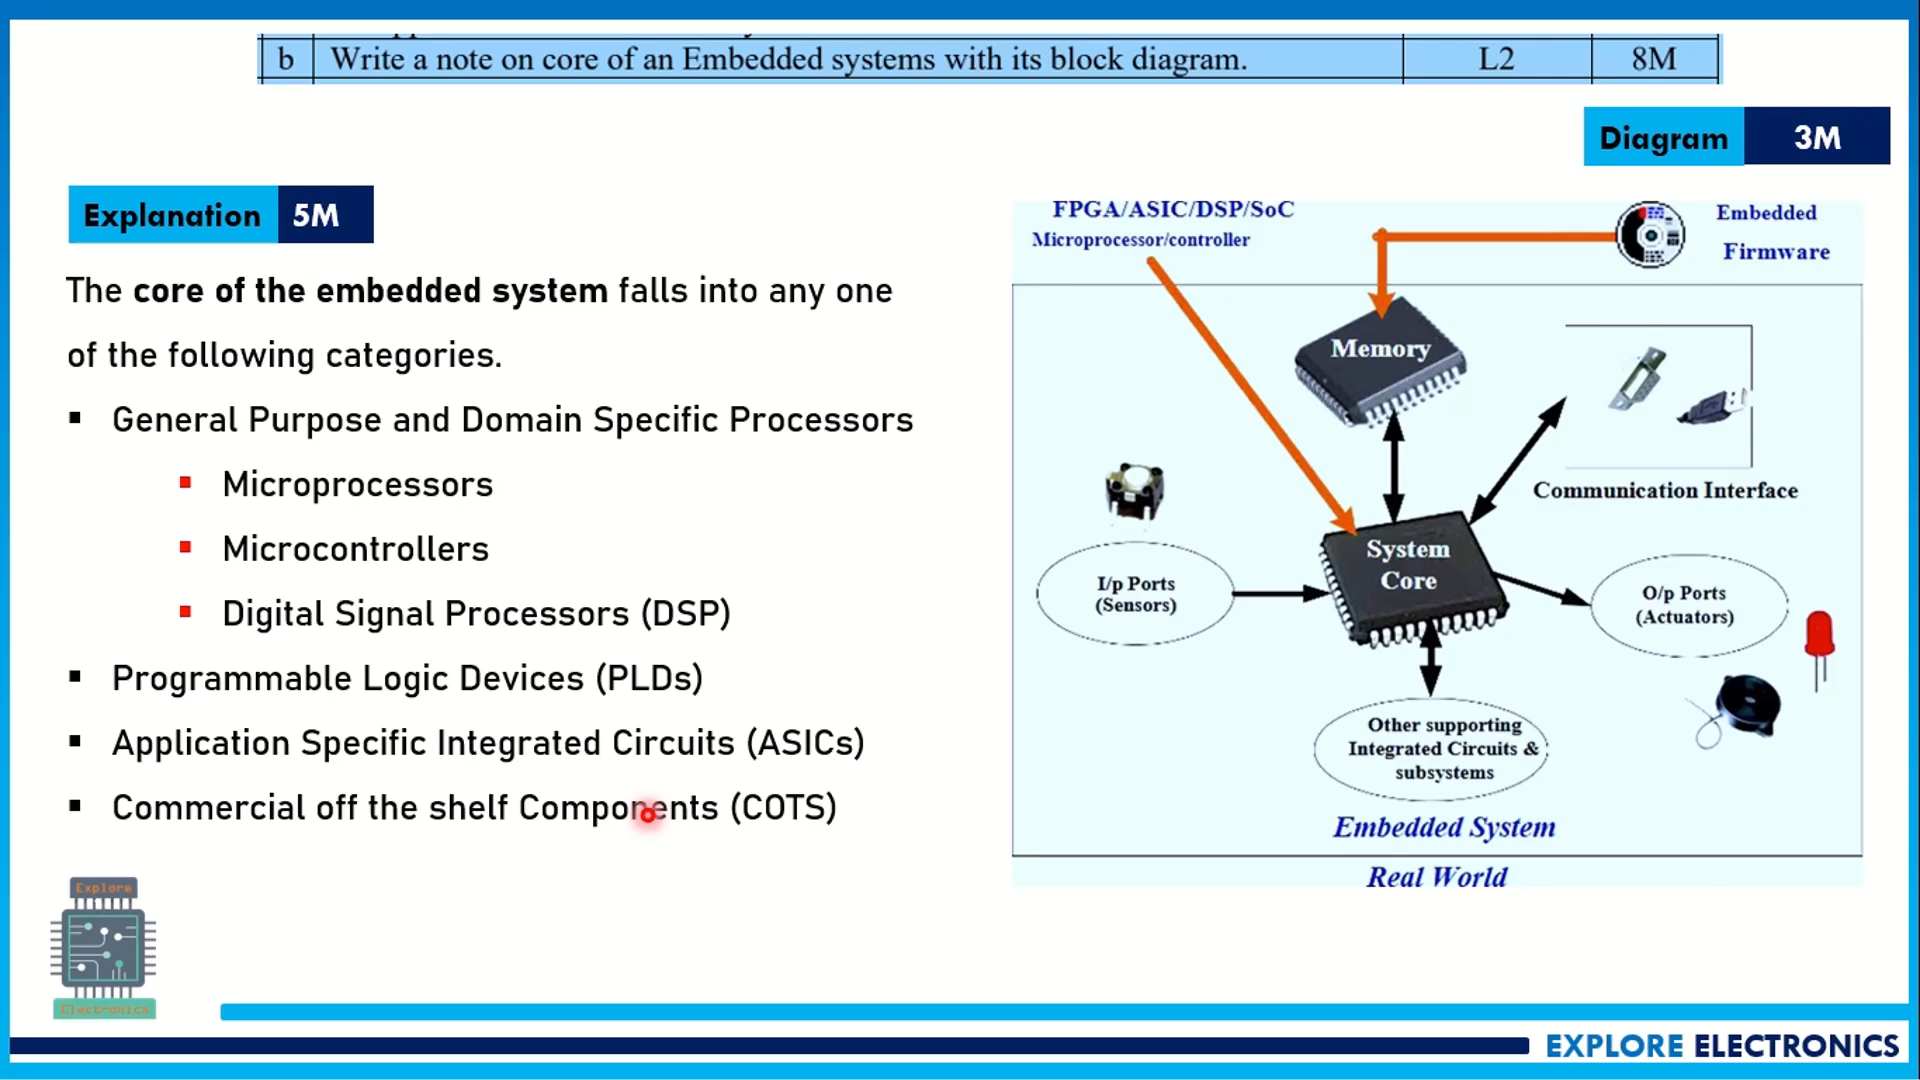 b Write a note on core of an Embedded systems with its block diagram. L2 8M
Diagram 3M
Explanation 5M
The core of the embedded system falls into any one
of the following categories.
▪ General Purpose and Domain Specific Processors
▪ Microprocessors
▪ Microcontrollers
▪ Digital Signal Processors (DSP)
▪ Programmable Logic Devices (PLDs)
▪ Application Specific Integrated Circuits (ASICs)
▪ Commercial off the shelf Components (COTS)
FPGA/ASIC/DSP/SoC
Microprocessor/controller
Embedded
Firmware
Memory
Communication Interface
System
Core
I/p Ports
(Sensors)
O/p Ports
(Actuators)
Other supporting
Integrated Circuits &
subsystems
Embedded System
Real World
Explore
Electronics
EXPLORE ELECTRONICS